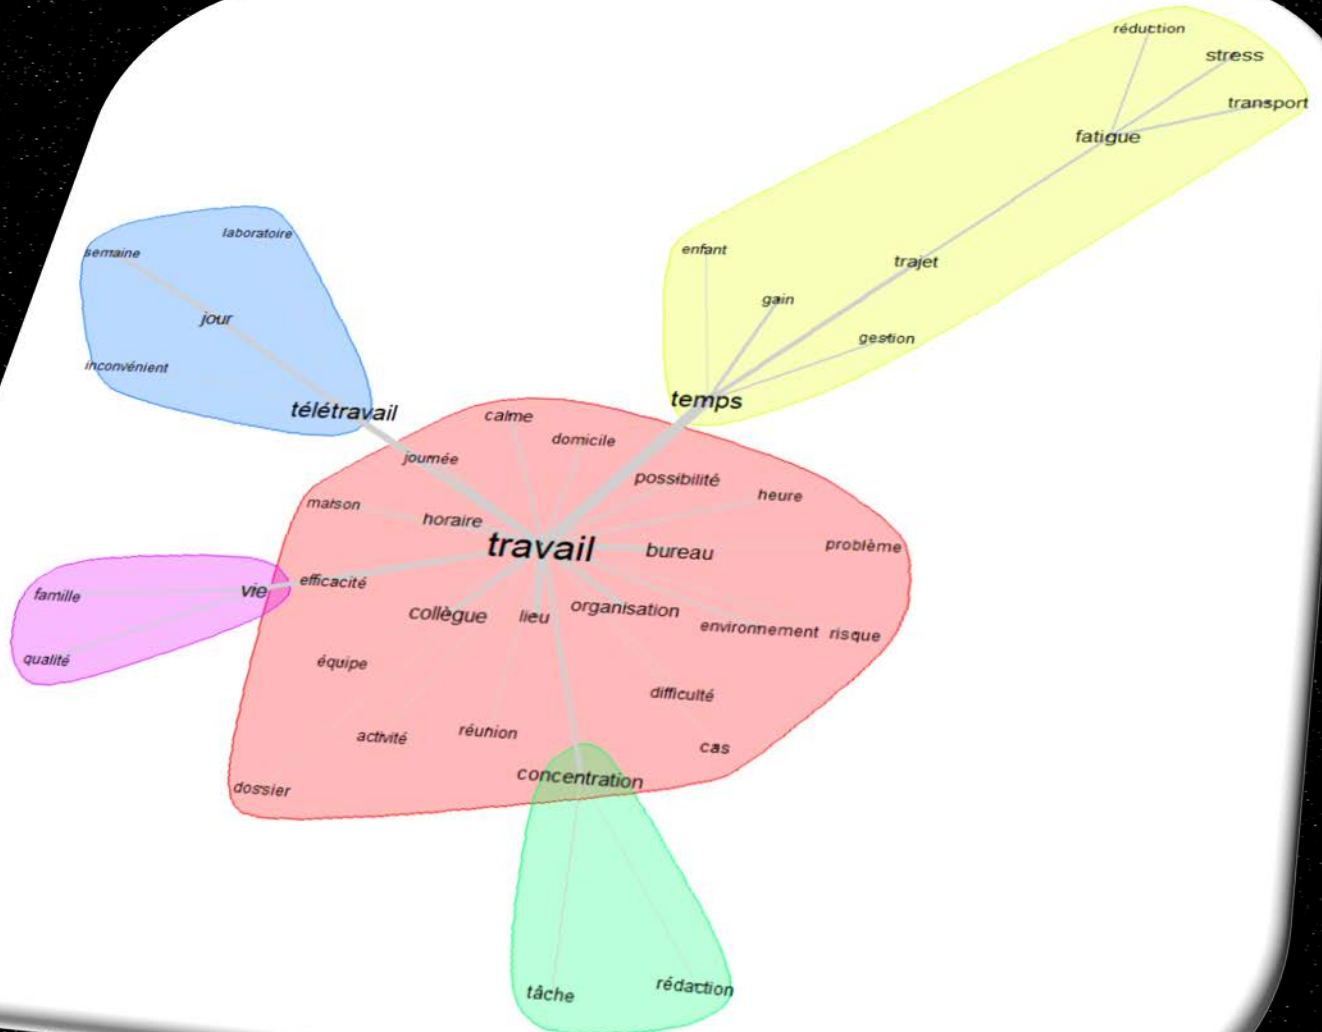 réduction
stress
transport
fatigue
laboratoire
semaine
enfant
trajet
gain
jour
gestion
inconvénient
temps
télétravail
calme
domicile
journée
possibilité
heure
maison
horaire
travail
bureau
problème
efficacité
vie
famille
collègue
lieu
organisation
environnement
risque
qualité
équipe
difficulté
activité
réunion
cas
concentration
dossier
tâche
rédaction